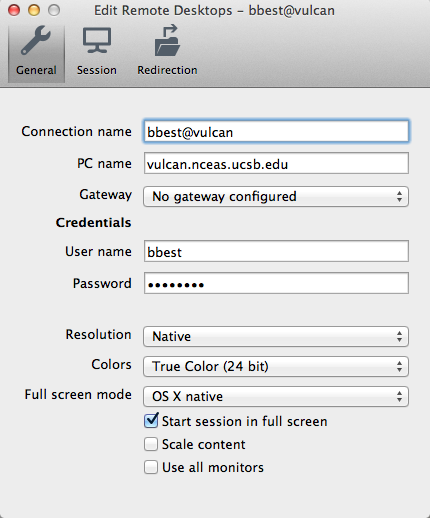 Edit Remote Desktops – bbest@vulcan
General Session Redirection
Connection name bbest@vulcan
PC name vulcan.nceas.ucsb.edu
Gateway No gateway configured
Credentials
User name bbest
Password ••••••••
Resolution Native
Colors True Color (24 bit)
Full screen mode OS X native
Start session in full screen
Scale content
Use all monitors